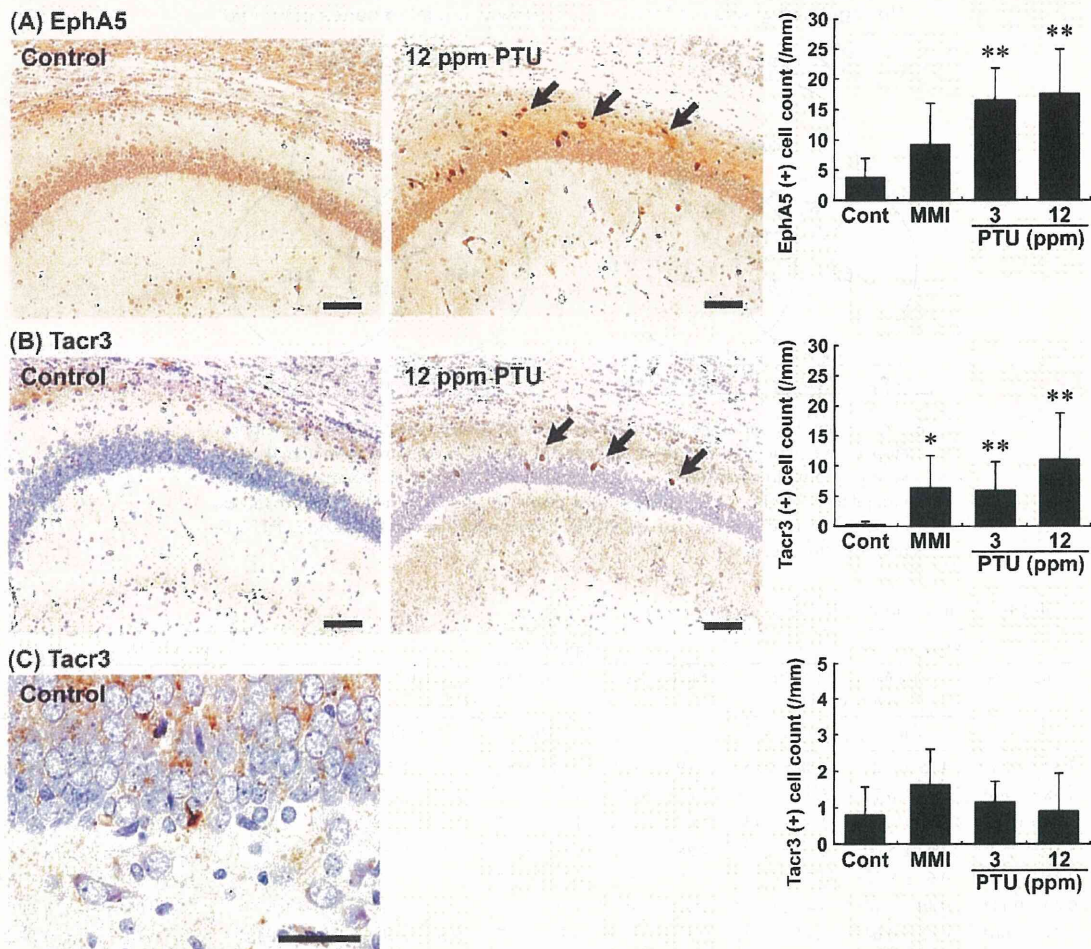 (A) EphA5
Control
12 ppm PTU
EphA5 (+) cell count (/mm)
30
25
20
15
10
5
0
**
**
Cont MMI 3 12
PTU (ppm)
(B) Tacr3
Control
12 ppm PTU
Tacr3 (+) cell count (/mm)
30
25
20
15
10
5
0
*
**
**
Cont MMI 3 12
PTU (ppm)
(C) Tacr3
Control
Tacr3 (+) cell count (/mm)
5
4
3
2
1
0
Cont MMI 3 12
PTU (ppm)